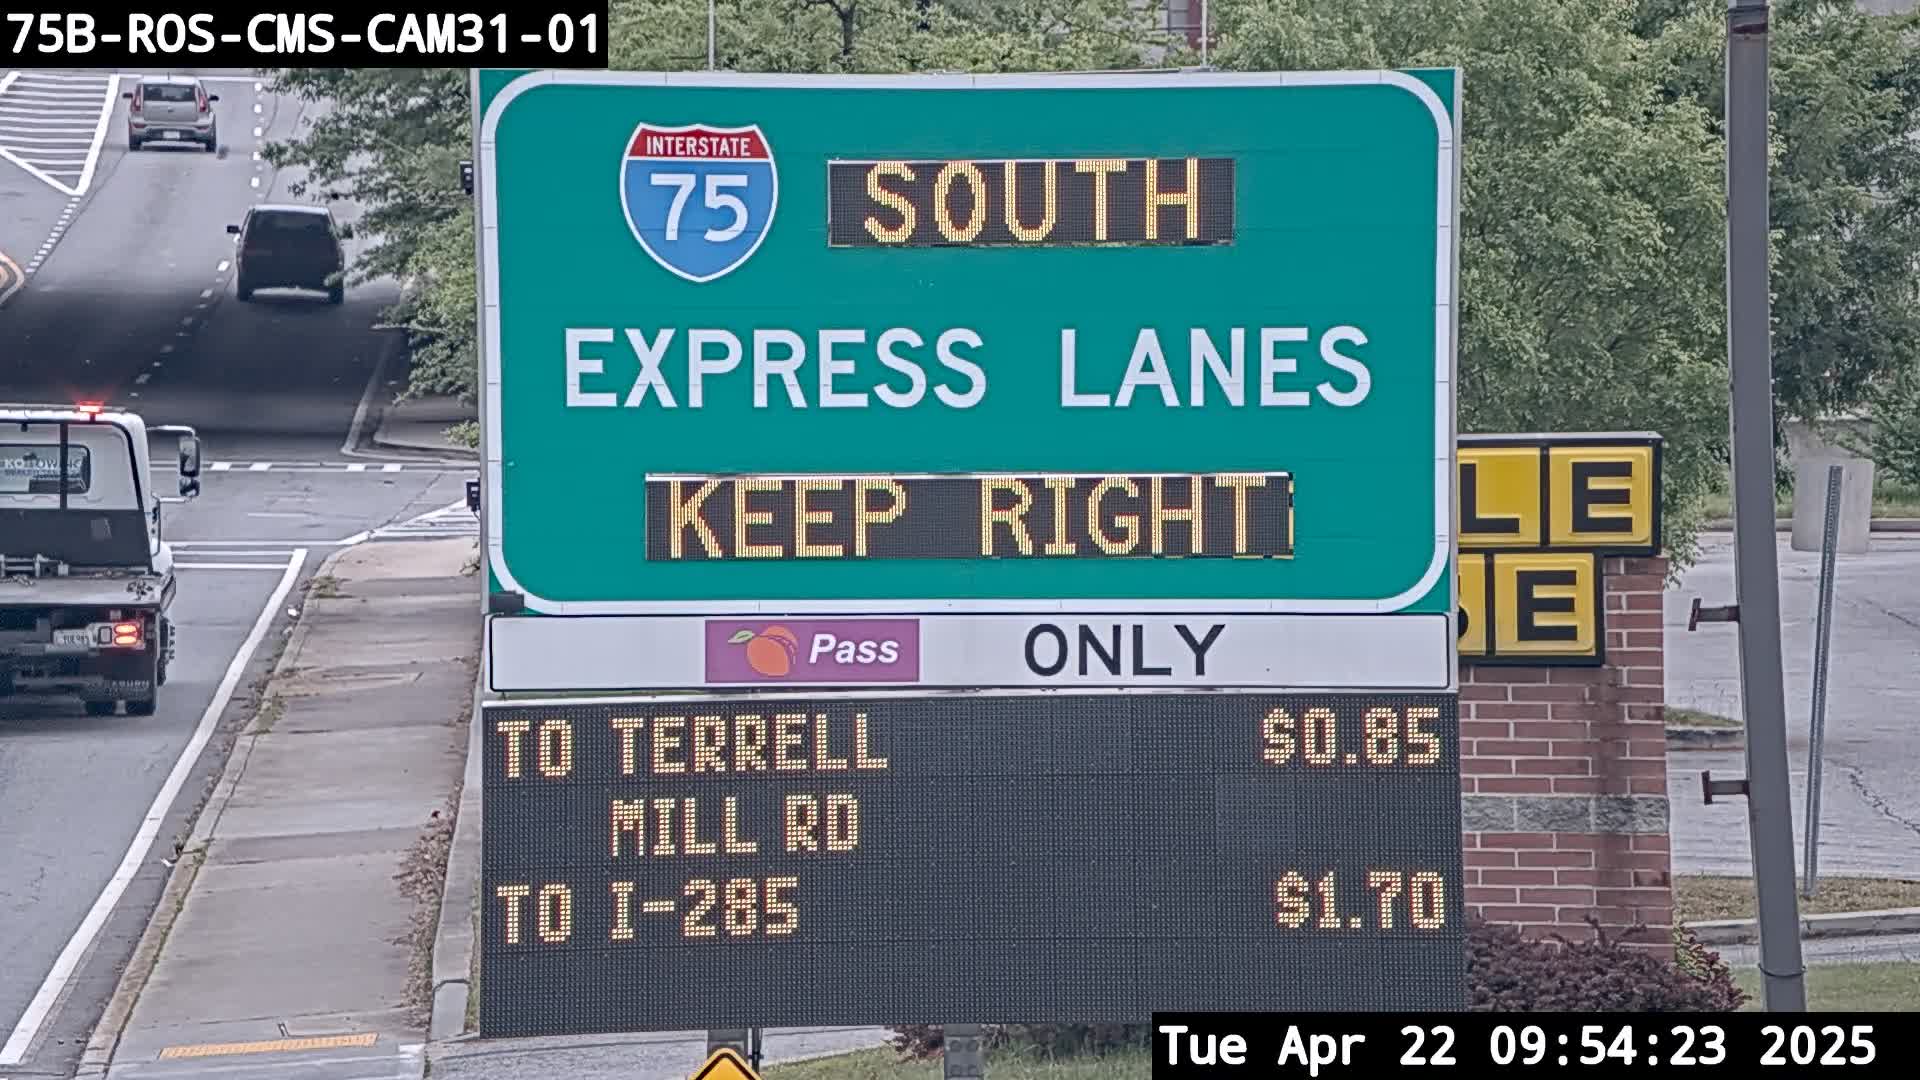 75B-ROS-CMS-CAM31-01
INTERSTATE
75
SOUTH
EXPRESS LANES
KEEP RIGHT
Pass ONLY
TO TERRELL $0.85
MILL RD
TO I-285 $1.70
LE
E
Tue Apr 22 09:54:23 2025